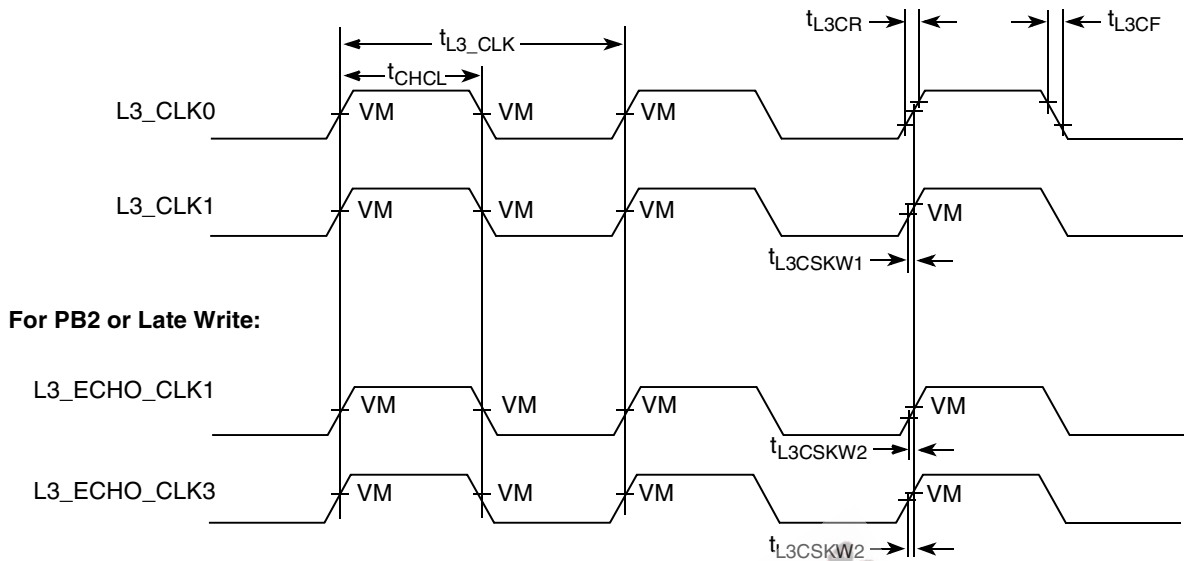 tL3_CLK
tL3CR
tL3CF
tCHCL
L3_CLK0 VM VM VM
L3_CLK1 VM VM VM VM
tL3CSKW1
For PB2 or Late Write:
L3_ECHO_CLK1 VM VM VM VM
tL3CSKW2
L3_ECHO_CLK3 VM VM VM VM
tL3CSKW2